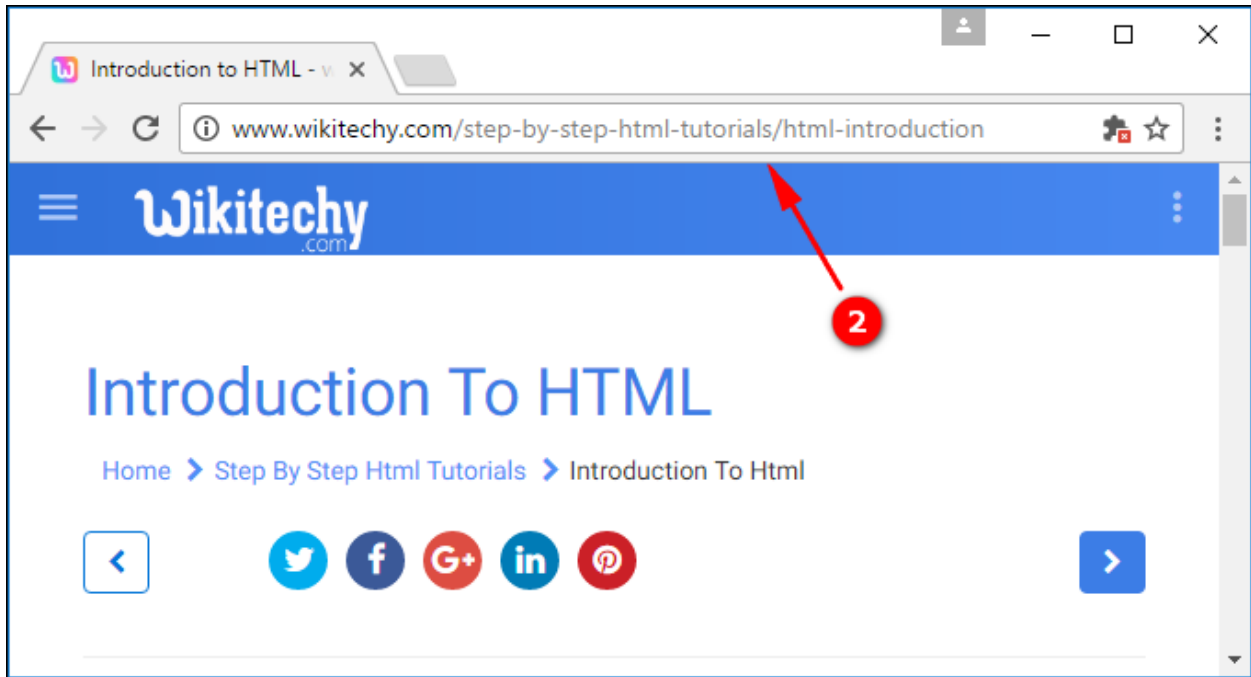 Introduction to HTML - w
www.wikitechy.com/step-by-step-html-tutorials/html-introduction
Wikitechy
.com
2
Introduction To HTML
Home > Step By Step Html Tutorials > Introduction To Html
G+ in